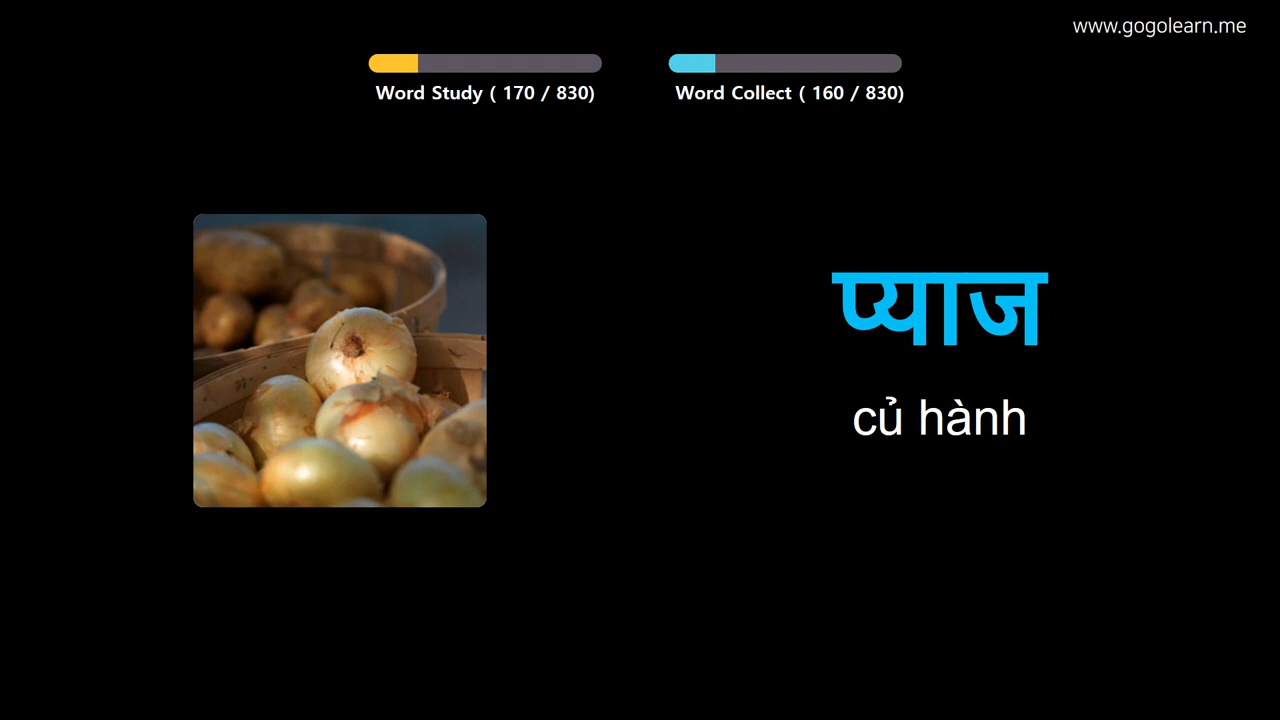 www.gogolearn.me
Word Study ( 170 / 830)
Word Collect ( 160 / 830)
प्याज
củ hành